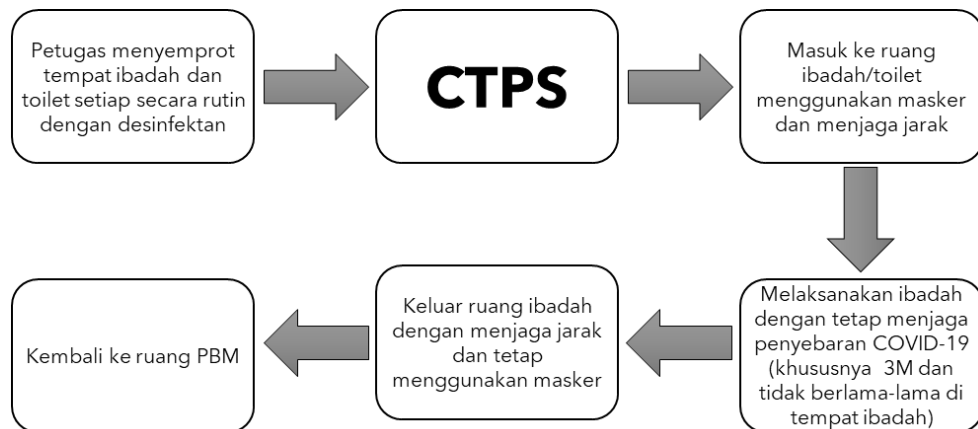 Petugas menyemprot
tempat ibadah dan
toilet setiap secara rutin
dengan desinfektan
CTPS
Masuk ke ruang
ibadah/toilet
menggunakan masker
dan menjaga jarak
Melaksanakan ibadah
dengan tetap menjaga
penyebaran COVID-19
(khususnya 3M dan
tidak berlama-lama di
tempat ibadah)
Keluar ruang ibadah
dengan menjaga jarak
dan tetap
menggunakan masker
Kembali ke ruang PBM